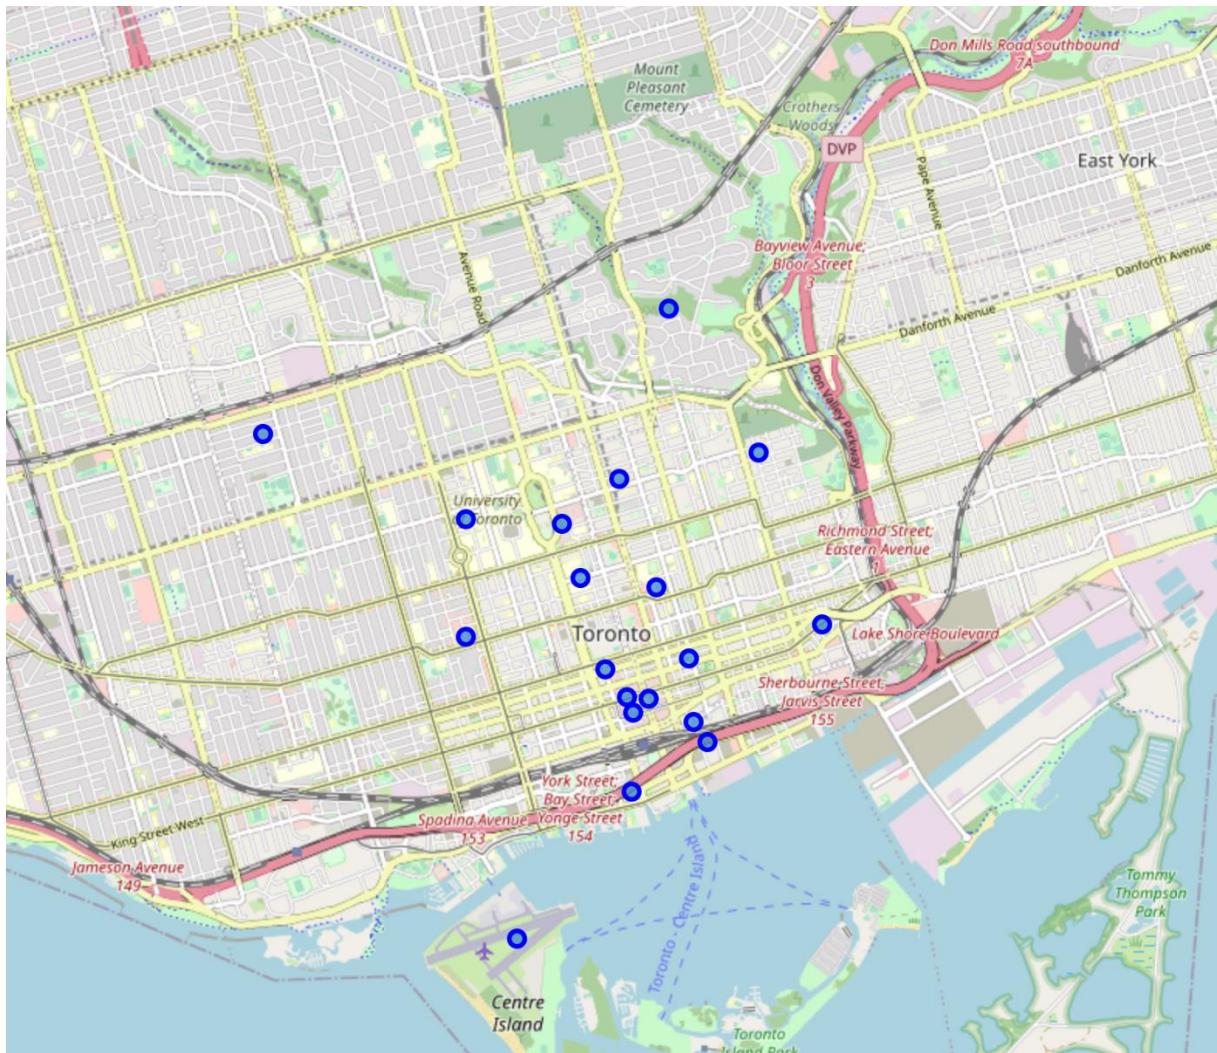 Don Mills Road southbound
7A
Mount
Pleasant
Cemetery
Crothers
Woods
DVP
East York
Pape Avenue
Bayview Avenue;
Bloor Street
3
Avenue Road
Danforth Avenue
Danforth Avenue
Don Valley Parkway
University
of Toronto
Richmond Street;
Eastern Avenue
1
Toronto
Lake Shore Boulevard
Sherbourne Street;
Jarvis Street
155
York Street;
Bay Street;
Yonge Street
154
Spadina Avenue
153
King Street West
Jameson Avenue
149
Toronto - Centre Island
Tommy
Thompson
Park
Centre
Island
Toronto
Island Park